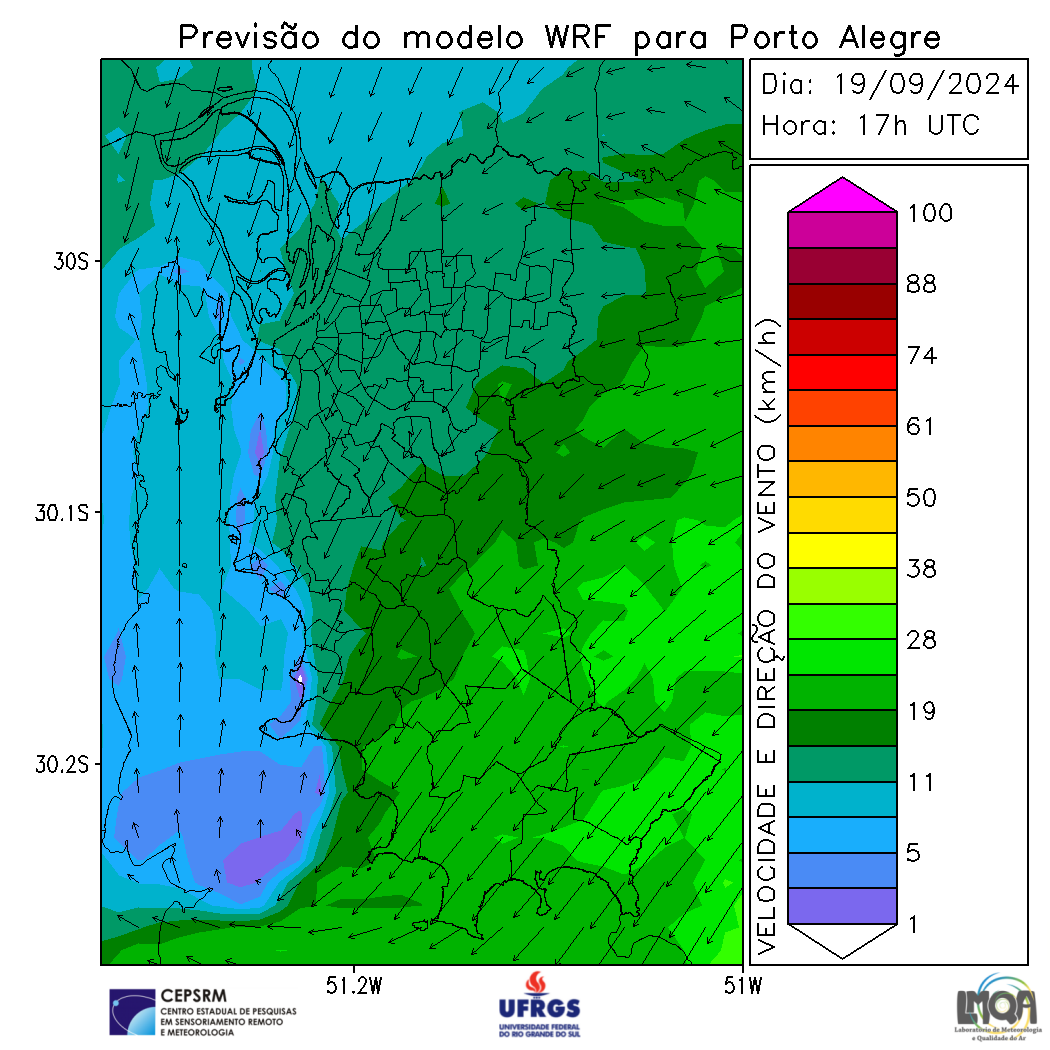 Previsão do modelo WRF para Porto Alegre
Dia: 19/09/2024
Hora: 17h UTC
30S
30.1S
30.2S
51.2W
51W
VELOCIDADE E DIREÇÃO DO VENTO (km/h)
100
88
74
61
50
38
28
19
11
5
1
CEPSRM
CENTRO ESTADUAL DE PESQUISAS
EM SENSORIAMENTO REMOTO
E METEOROLOGIA
UFRGS
UNIVERSIDADE FEDERAL
DO RIO GRANDE DO SUL
LMQA
Laboratório de Meteorologia
e Qualidade do Ar